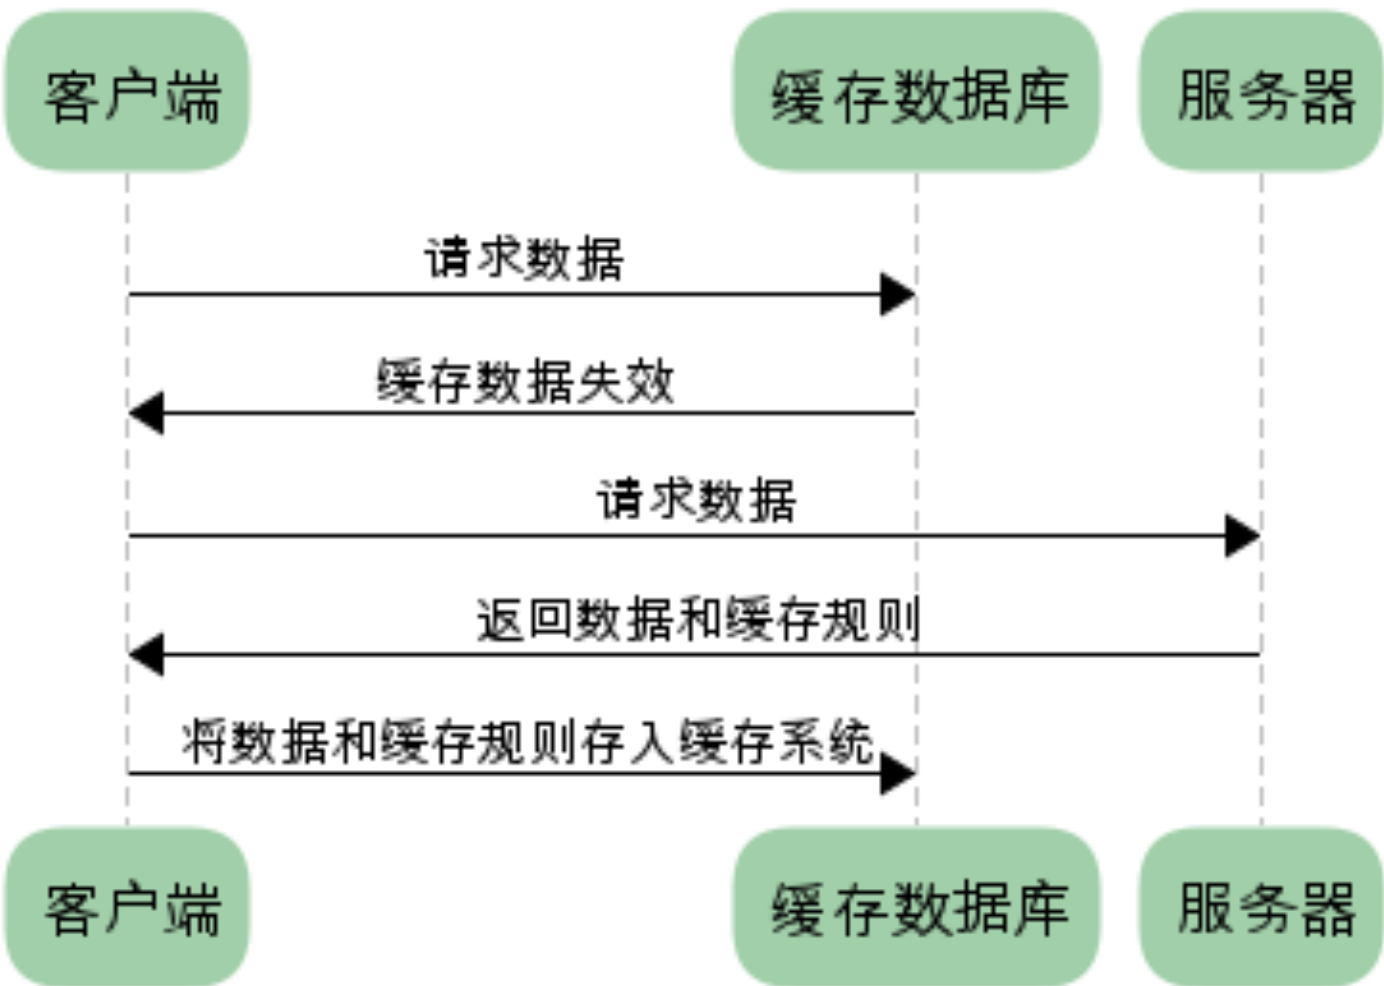 客户端
缓存数据库
服务器
请求数据
缓存数据失效
请求数据
返回数据和缓存规则
将数据和缓存规则存入缓存系统
客户端
缓存数据库
服务器